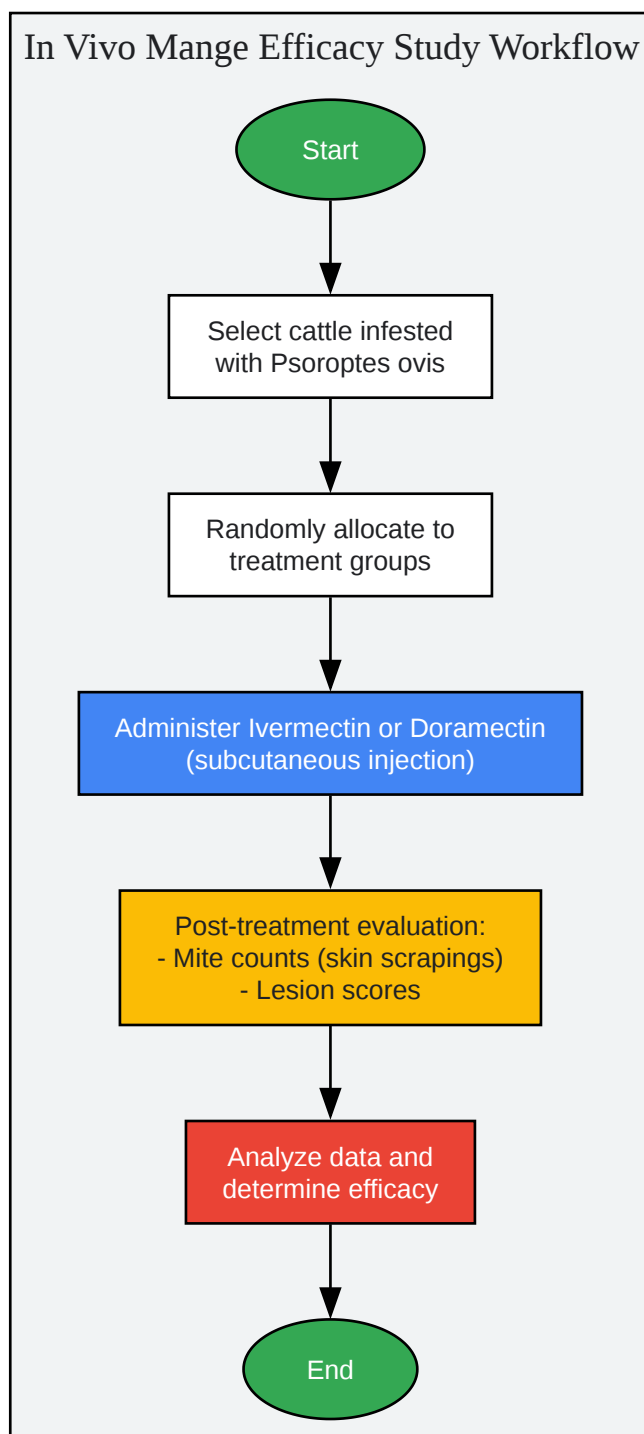 In Vivo Mange Efficacy Study Workflow
Start
Select cattle infested
with Psoroptes ovis
Randomly allocate to
treatment groups
Administer Ivermectin or Doramectin
(subcutaneous injection)
Post-treatment evaluation:
- Mite counts (skin scrapings)
- Lesion scores
Analyze data and
determine efficacy
End